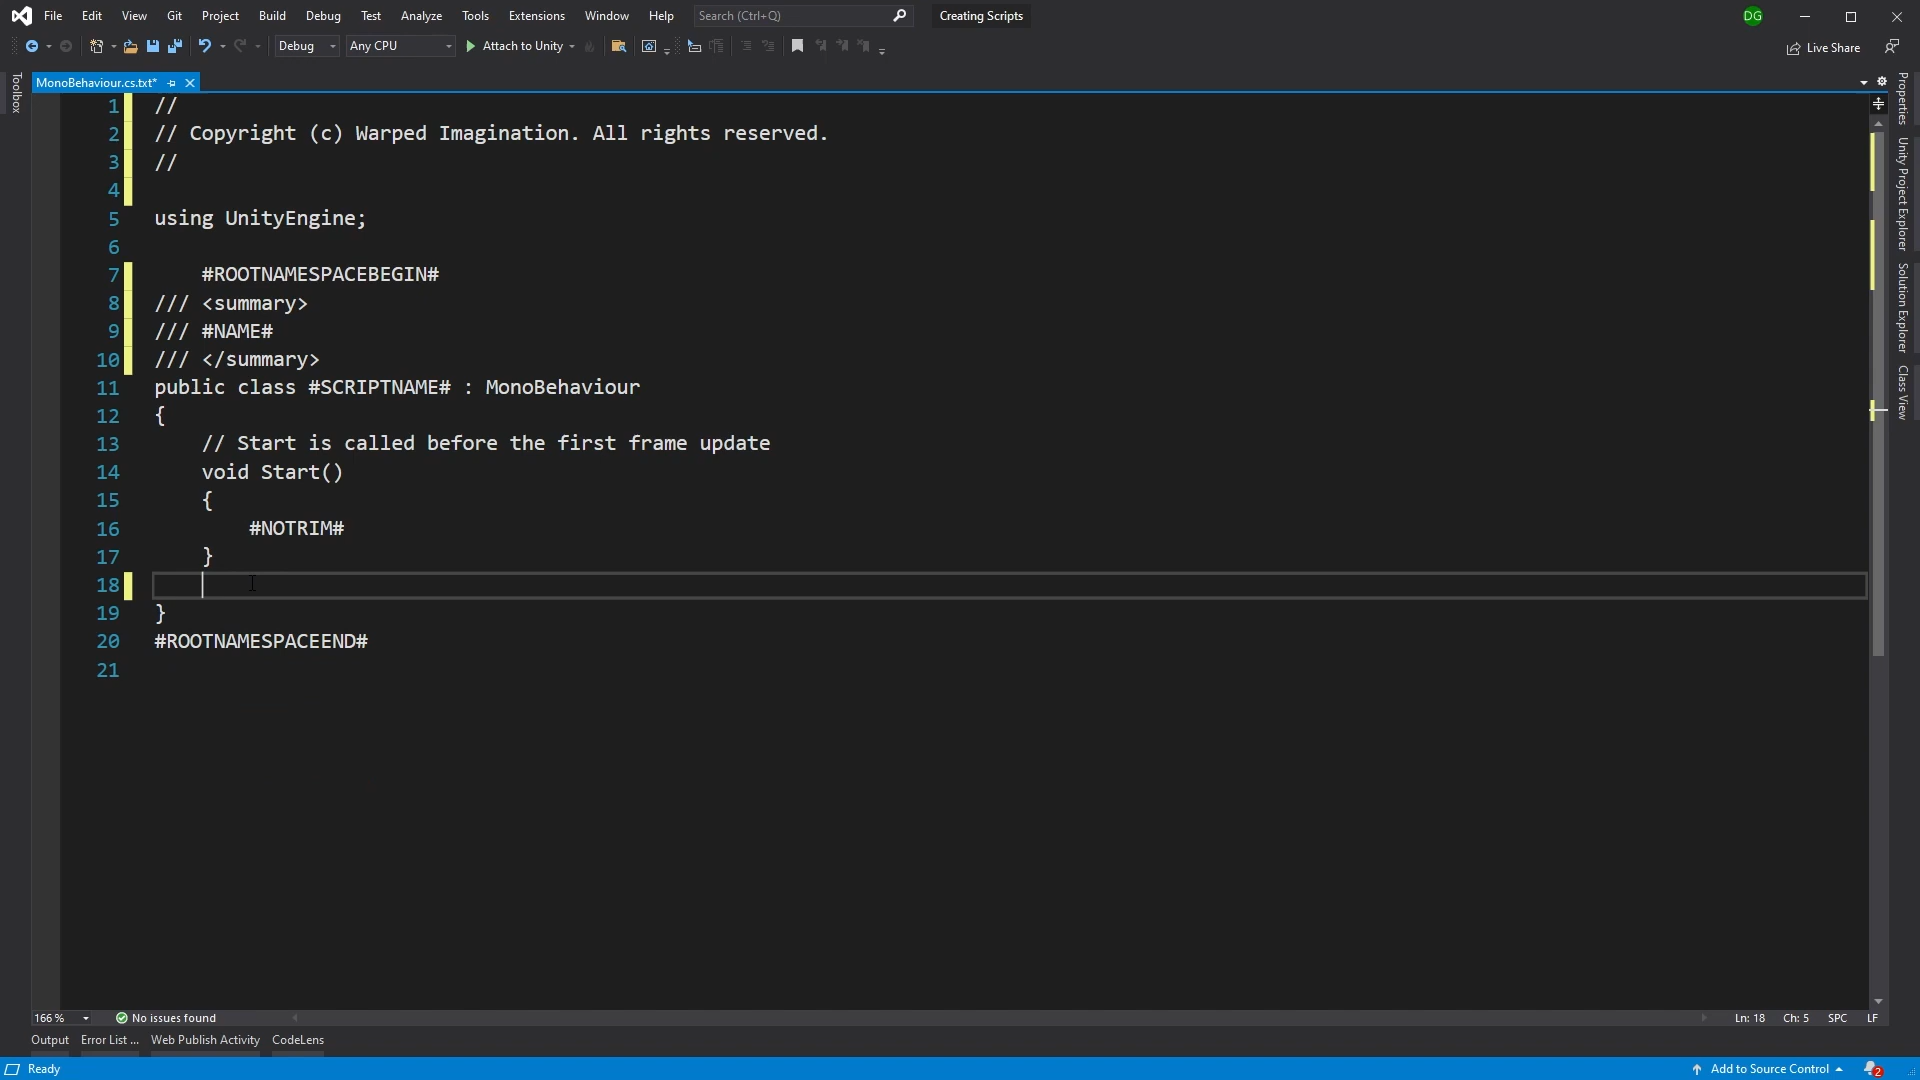 File Edit View Git Project Build Debug Test Analyze Tools Extensions Window Help Search (Ctrl+Q) Creating Scripts DG
Debug Any CPU Attach to Unity Live Share
Toolbox
MonoBehaviour.cs.txt*
1 //
2 // Copyright (c) Warped Imagination. All rights reserved.
3 //
4
5 using UnityEngine;
6
7 #ROOTNAMESPACEBEGIN#
8 /// <summary>
9 /// #NAME#
10 /// </summary>
11 public class #SCRIPTNAME# : MonoBehaviour
12 {
13 // Start is called before the first frame update
14 void Start()
15 {
16 #NOTRIM#
17 }
18
19 }
20 #ROOTNAMESPACEEND#
21
Properties
Unity Project Explorer
Solution Explorer
Class View
166 % No issues found Ln: 18 Ch: 5 SPC LF
Output Error List ... Web Publish Activity CodeLens
Ready Add to Source Control 2